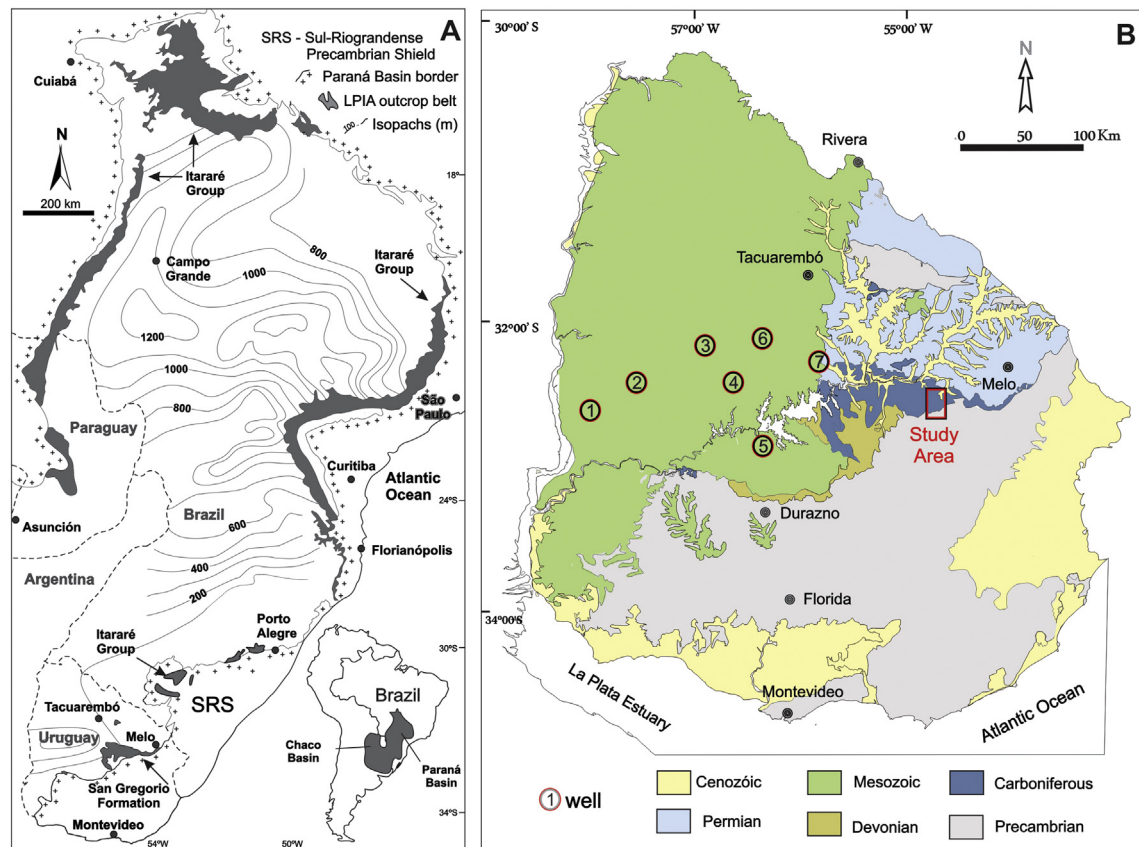 A
SRS - Sul-Riograndense
Precambrian Shield
Paraná Basin border
LPIA outcrop belt
100
Isopachs (m)
Cuiabá
N
200 km
Itararé
Group
18°
Campo
Grande
800
1000
Itararé
Group
1200
1000
800
São
Paulo
Paraguay
Curitiba
Atlantic
Ocean
Asunción
Brazil
24°S
600
Florianópolis
Argentina
400
200
Porto
Alegre
Itararé
Group
30°S
SRS
Tacuarembó
Uruguay
Melo
San Gregorio
Formation
Montevideo
54°W
50°W
34°S
Brazil
Chaco
Basin
Paraná
Basin
B
30°00' S
57°00' W
55°00' W
N
0 50 100 Km
Rivera
Tacuarembó
32°00' S
3
6
7
2
4
1
5
Melo
Study
Area
Durazno
Florida
34°00'S
Montevideo
La Plata Estuary
Atlantic Ocean
1 well
Cenozóic
Mesozoic
Carboniferous
Permian
Devonian
Precambrian